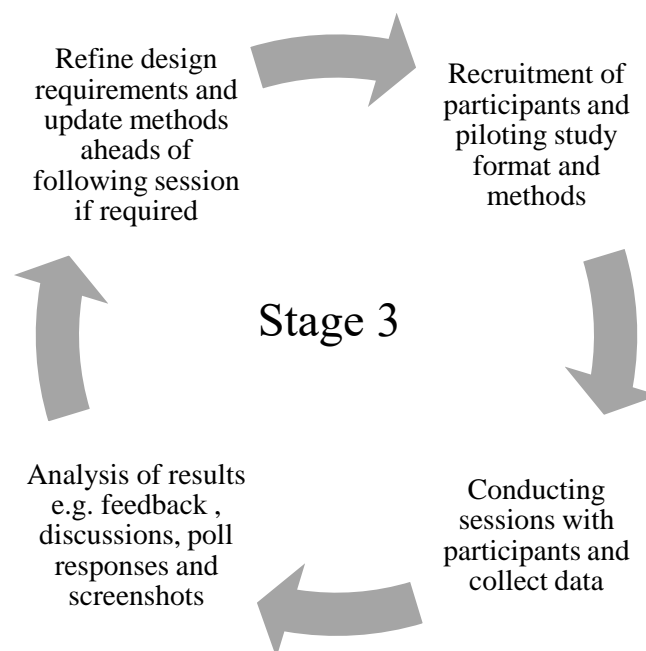 Refine design
requirements and
update methods
aheads of
following session
if required
Recruitment of
participants and
piloting study
format and
methods
Stage 3
Analysis of results
e.g. feedback ,
discussions, poll
responses and
screenshots
Conducting
sessions with
participants and
collect data